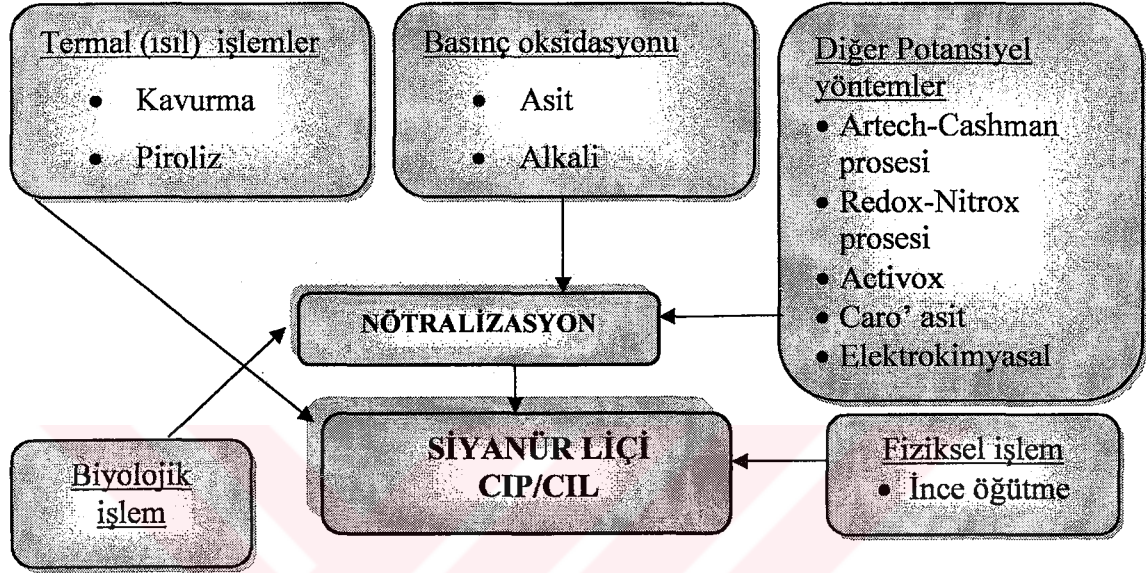 Termal (ısıl) işlemler
• Kavurma
• Piroliz
Basınç oksidasyonu
• Asit
• Alkali
Diğer Potansiyel
yöntemler
• Artech-Cashman
prosesi
• Redox-Nitrox
prosesi
• Activox
• Caro' asit
• Elektrokimyasal
NÖTRALİZASYON
SİYANÜR LİÇİ
CIP/CIL
Biyolojik
işlem
Fiziksel işlem
• İnce öğütme